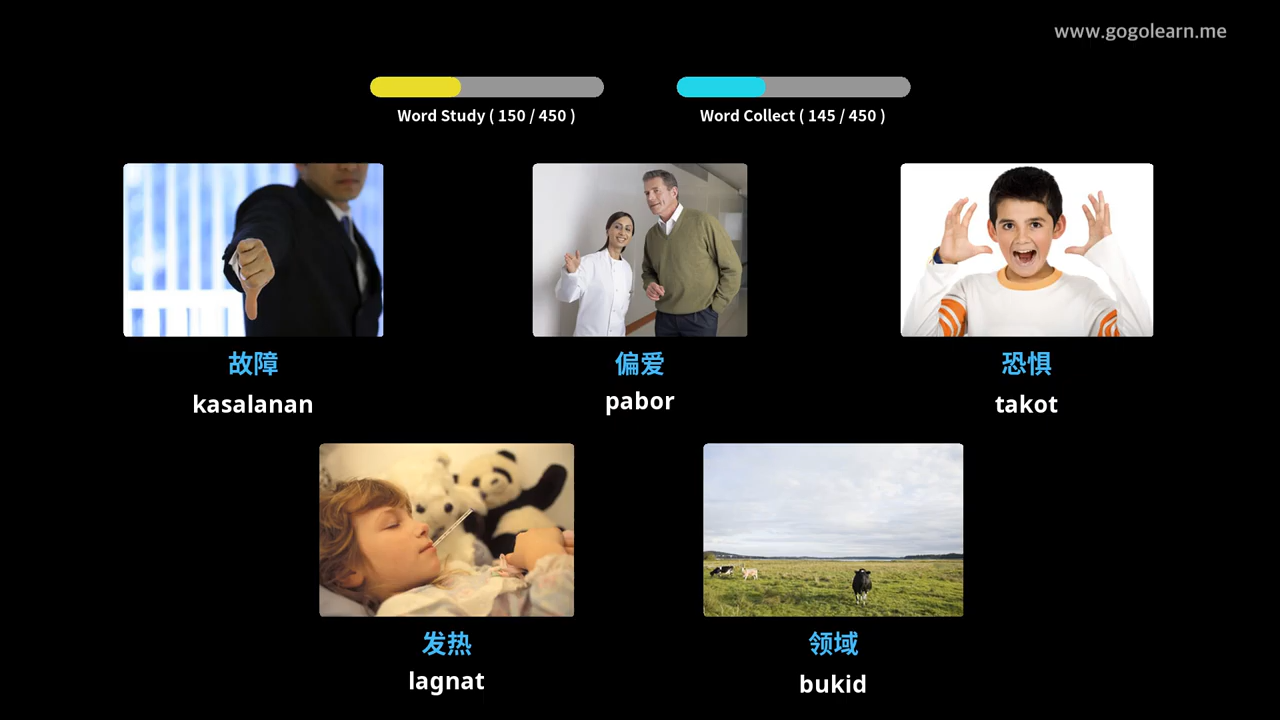 www.gogolearn.me
Word Study ( 150 / 450 )
Word Collect ( 145 / 450 )
故障
kasalanan
偏爱
pabor
恐惧
takot
发热
lagnat
领域
bukid